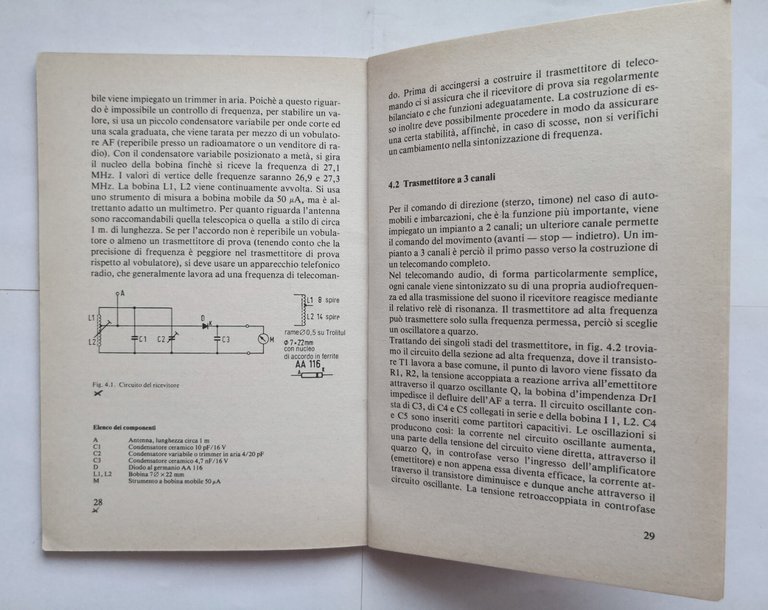 bile viene impiegato un trimmer in aria. Poichè a questo riguar-
do è impossibile un controllo di frequenza, per stabilire un va-
lore, si usa un piccolo condensatore variabile per onde corte ed
una scala graduata, che viene tarata per mezzo di un vobulato-
re AF (reperibile presso un radioamatore o un venditore di ra-
dio). Con il condensatore variabile posizionato a metà, si gira
il nucleo della bobina finchè si riceve la frequenza di 27,1
MHz. I valori di vertice delle frequenze saranno 26,9 e 27,3
MHz. La bobina L1, L2 viene continuamente avvolta. Si usa
uno strumento di misura a bobina mobile da 50 µA, ma è al-
trettanto adatto un multimetro. Per quanto riguarda l'antenna
sono raccomandabili quella telescopica o quella a stilo di circa
1 m. di lunghezza. Se per l'accordo non è reperibile un vobula-
tore o almeno un trasmettitore di prova (tenendo conto che la
precisione di frequenza è peggiore nel trasmettitore di prova
rispetto al vobulatore), si deve usare un apparecchio telefonico
radio, che generalmente lavora ad una frequenza di telecoman-
A
L1
L2
C1
C2
D
K
C3
M
L1 8 spire
L2 14 spire
rame Ø 0,5 su Trolitul
Ø 7×22mm
con nucleo
di accordo in ferrite
AA 116
Fig. 4.1. Circuito del ricevitore
Elenco dei componenti
A Antenna, lunghezza circa 1 m
C1 Condensatore ceramico 10 pF/16 V
C2 Condensatore variabile o trimmer in aria 4/20 pF
C3 Condensatore ceramico 4,7 nF/16 V
D Diodo al germanio AA 116
L1, L2 Bobina 7Ø × 22 mm
M Strumento a bobina mobile 50 µA
28
do. Prima di accingersi a costruire il trasmettitore di teleco-
mando ci si assicura che il ricevitore di prova sia regolarmente
bilanciato e che funzioni adeguatamente. La costruzione di es-
so inoltre deve possibilmente procedere in modo da assicurare
una certa stabilità, affinchè, in caso di scosse, non si verifichi
un cambiamento nella sintonizzazione di frequenza.
4.2 Trasmettitore a 3 canali
Per il comando di direzione (sterzo, timone) nel caso di auto-
mobili e imbarcazioni, che è la funzione più importante, viene
impiegato un impianto a 2 canali; un ulteriore canale permette
il comando del movimento (avanti — stop — indietro). Un im-
pianto a 3 canali è perciò il primo passo verso la costruzione di
un telecomando completo.
Nel telecomando audio, di forma particolarmente semplice,
ogni canale viene sintonizzato su di una propria audiofrequen-
za ed alla trasmissione del suono il ricevitore reagisce mediante
il relativo relè di risonanza. Il trasmettitore ad alta frequenza
può trasmettere solo sulla frequenza permessa, perciò si sceglie
un oscillatore a quarzo.
Trattando dei singoli stadi del trasmettitore, in fig. 4.2 trovia-
mo il circuito della sezione ad alta frequenza, dove il transisto-
re T1 lavora a base comune, il punto di lavoro viene fissato da
R1, R2, la tensione accoppiata a reazione arriva all'emettitore
attraverso il quarzo oscillante Q, la bobina d'impendenza Dr1
impedisce il defluire dell'AF a terra. Il circuito oscillante con-
sta di C3, di C4 e C5 collegati in serie e della bobina I 1, L2. C4
e C5 sono inseriti come partitori capacitivi. Le oscillazioni si
producono così: la corrente nel circuito oscillante aumenta,
una parte della tensione del circuito viene diretta, attraverso il
quarzo Q, in controfase verso l'ingresso dell'amplificatore
(emettitore) e non appena essa diventa efficace, la corrente at-
traverso il transistore diminuisce e dunque anche attraverso il
circuito oscillante. La tensione retroaccoppiata in controfase
29